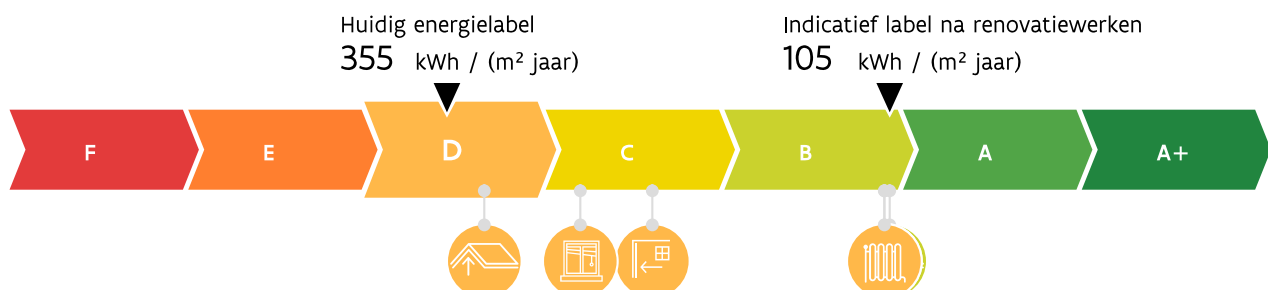 Huidig energielabel
355 kWh / (m² jaar)
Indicatief label na renovatiewerken
105 kWh / (m² jaar)
F E D C B A A+